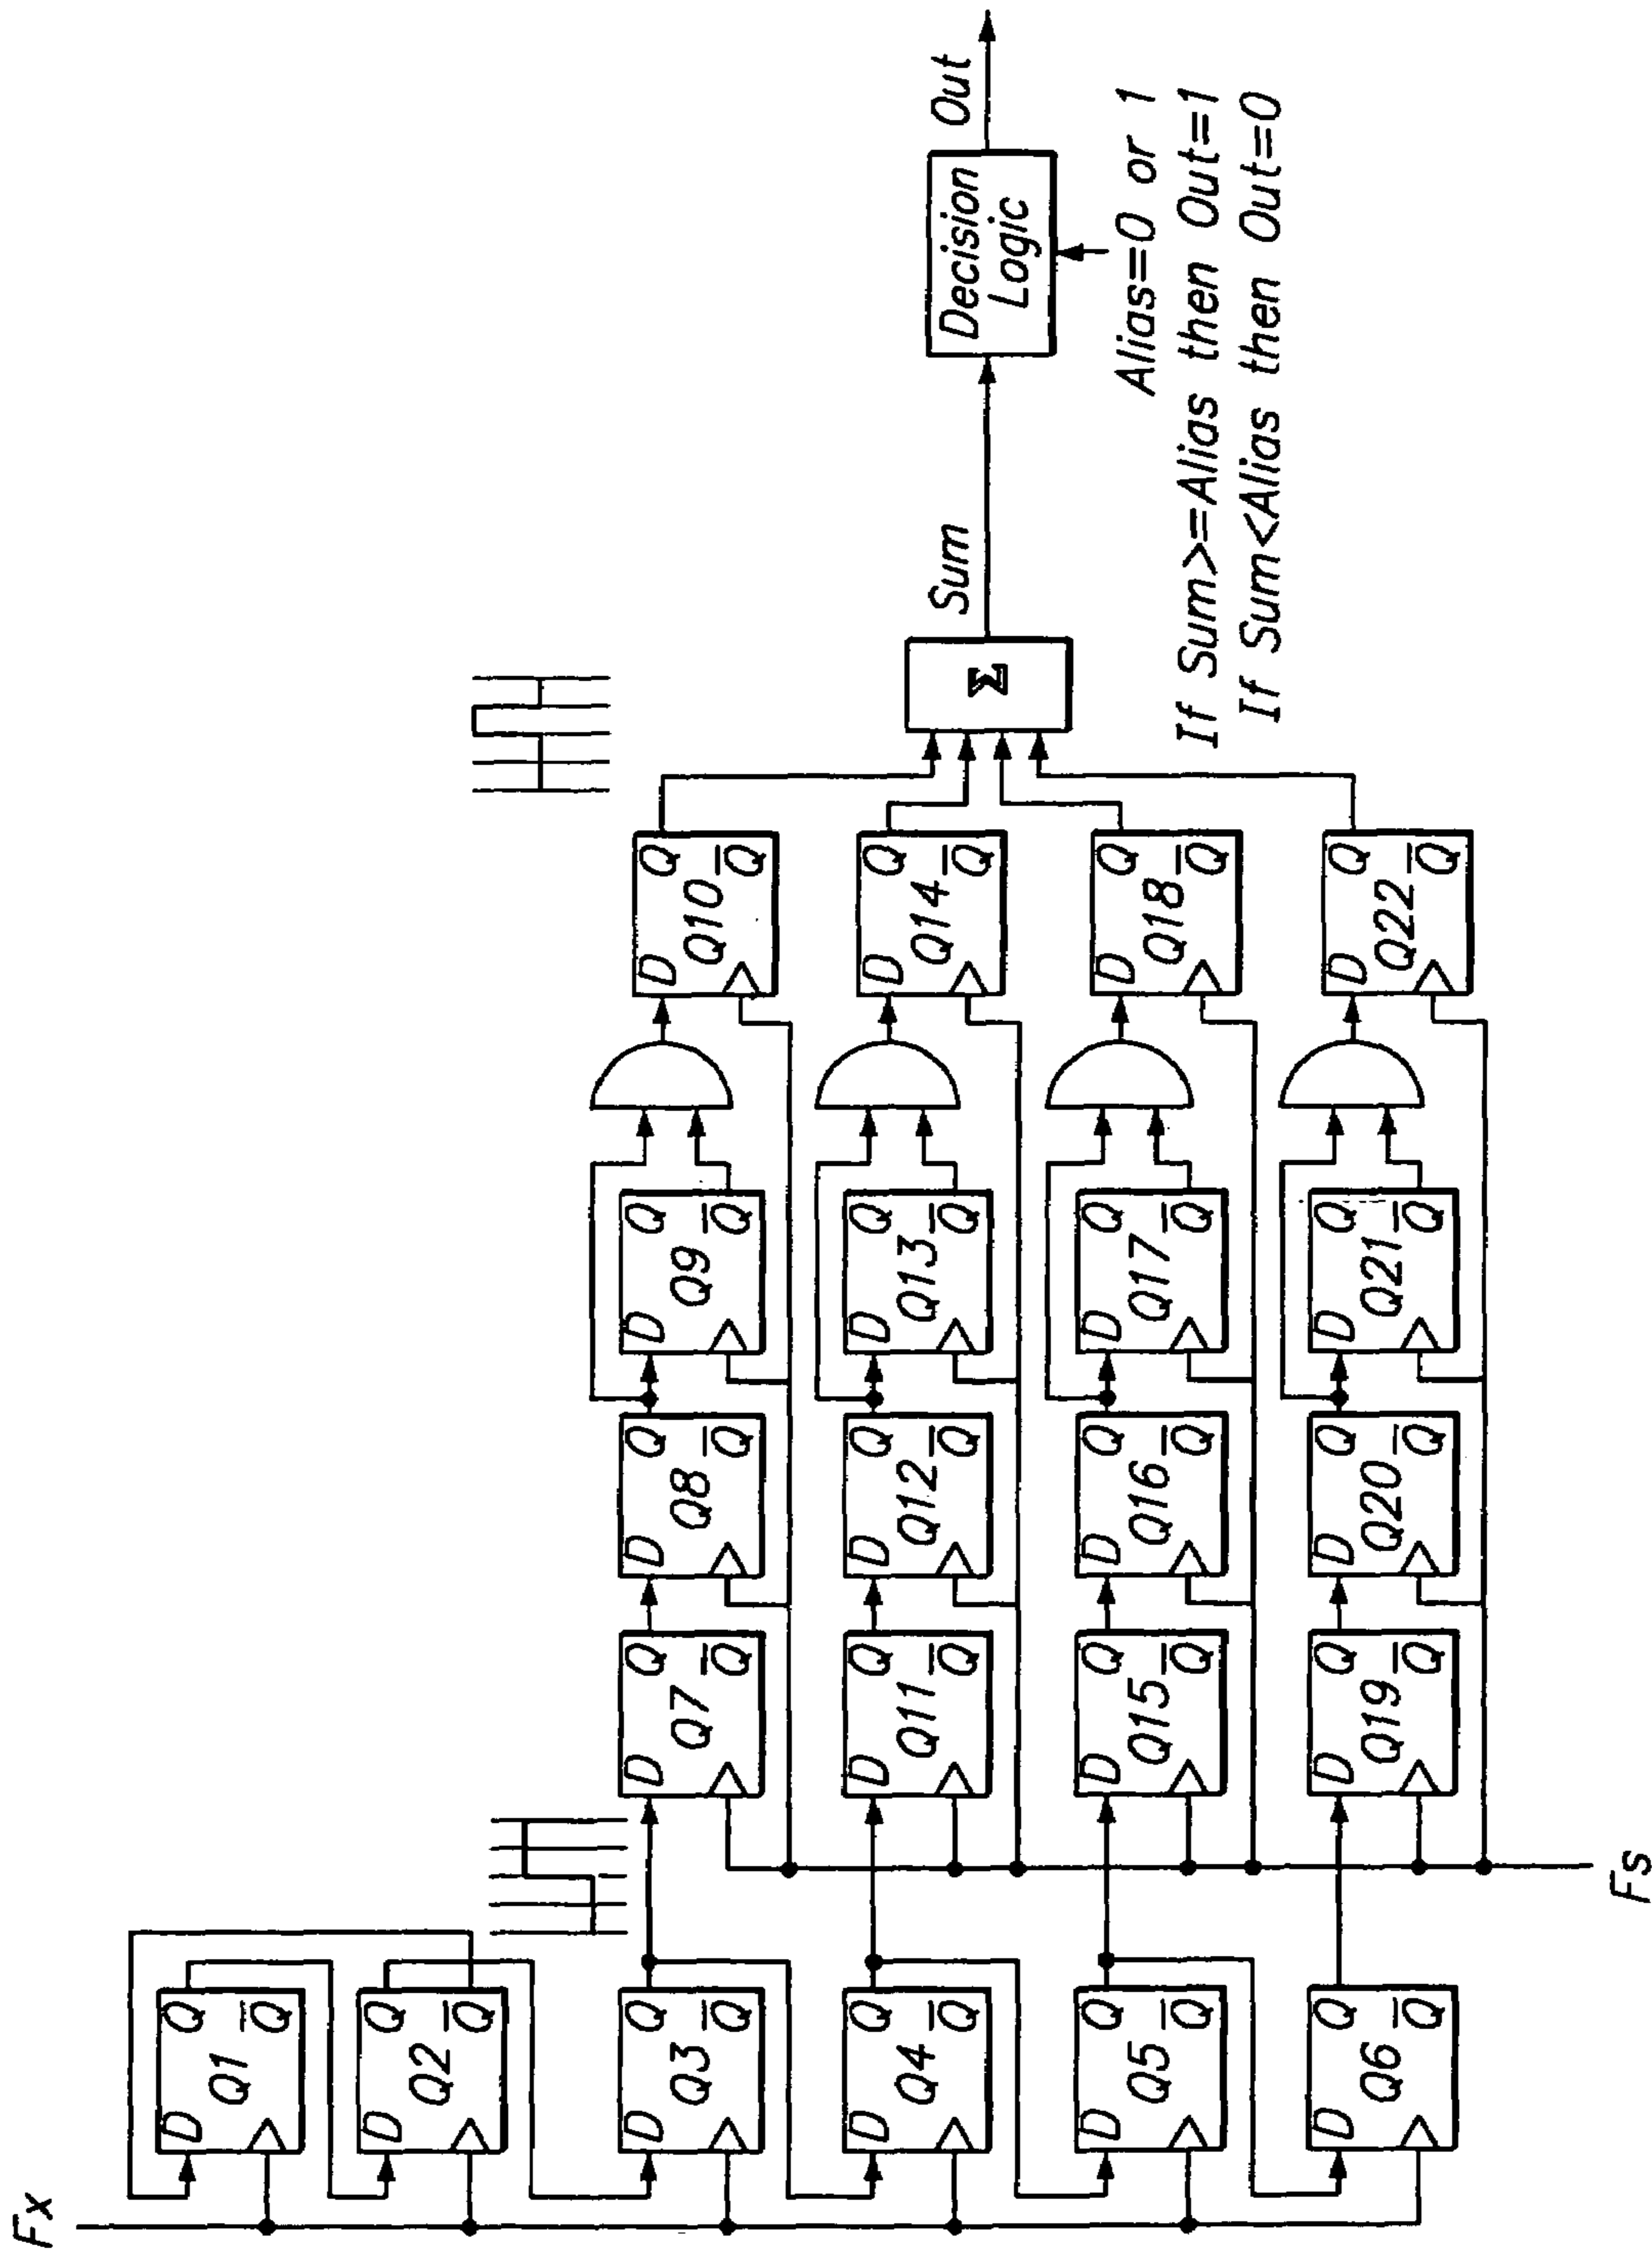 Fx
D Q
Q1
Q
D Q
Q2
Q
D Q
Q3
Q
D Q
Q4
Q
D Q
Q5
Q
D Q
Q6
Q
Fs
D Q
Q7
Q
D Q
Q8
Q
D Q
Q9
Q
D Q
Q10
Q
D Q
Q11
Q
D Q
Q12
Q
D Q
Q13
Q
D Q
Q14
Q
D Q
Q15
Q
D Q
Q16
Q
D Q
Q17
Q
D Q
Q18
Q
D Q
Q19
Q
D Q
Q20
Q
D Q
Q21
Q
D Q
Q22
Q
Σ
Sum
Decision
Logic
Out
Alias=0 or 1
If Sum>=Alias then Out=1
If Sum<Alias then Out=0